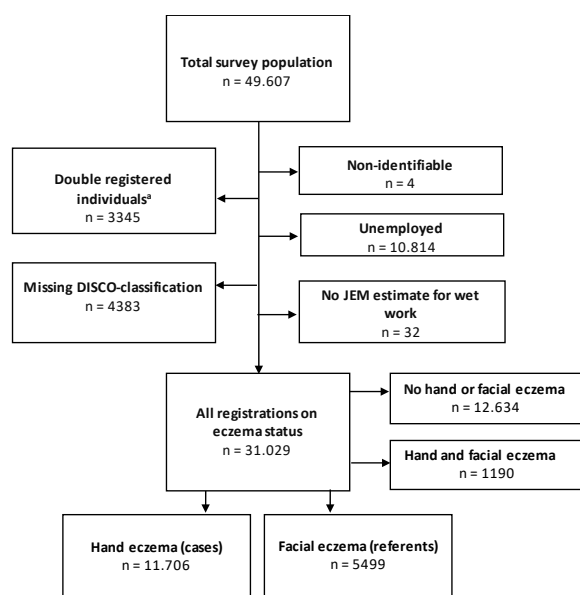 Total survey population
n = 49.607
Non-identifiable
n = 4
Double registered
individualsᵃ
n = 3345
Unemployed
n = 10.814
Missing DISCO-classification
n = 4383
No JEM estimate for wet
work
n = 32
All registrations on
eczema status
n = 31.029
No hand or facial eczema
n = 12.634
Hand and facial eczema
n = 1190
Hand eczema (cases)
n = 11.706
Facial eczema (referents)
n = 5499